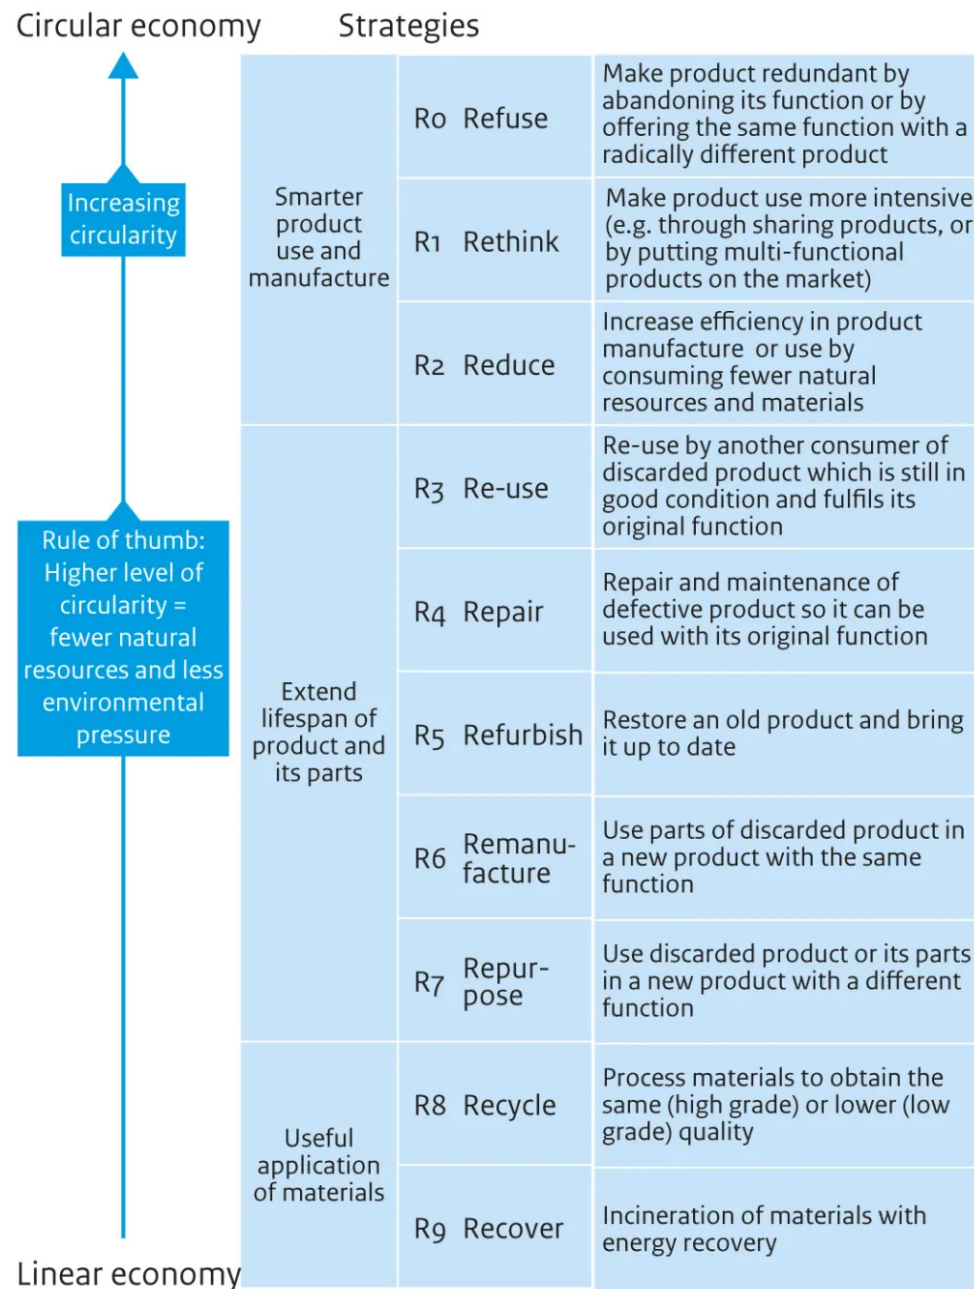 Circular economy
Strategies
Increasing
circularity
Rule of thumb:
Higher level of
circularity =
fewer natural
resources and less
environmental
pressure
Linear economy
Smarter
product
use and
manufacture
R0 Refuse
Make product redundant by
abandoning its function or by
offering the same function with a
radically different product
R1 Rethink
Make product use more intensive
(e.g. through sharing products, or
by putting multi-functional
products on the market)
R2 Reduce
Increase efficiency in product
manufacture or use by
consuming fewer natural
resources and materials
Extend
lifespan of
product and
its parts
R3 Re-use
Re-use by another consumer of
discarded product which is still in
good condition and fulfils its
original function
R4 Repair
Repair and maintenance of
defective product so it can be
used with its original function
R5 Refurbish
Restore an old product and bring
it up to date
R6 Remanu-
facture
Use parts of discarded product in
a new product with the same
function
R7 Repur-
pose
Use discarded product or its parts
in a new product with a different
function
Useful
application
of materials
R8 Recycle
Process materials to obtain the
same (high grade) or lower (low
grade) quality
R9 Recover
Incineration of materials with
energy recovery